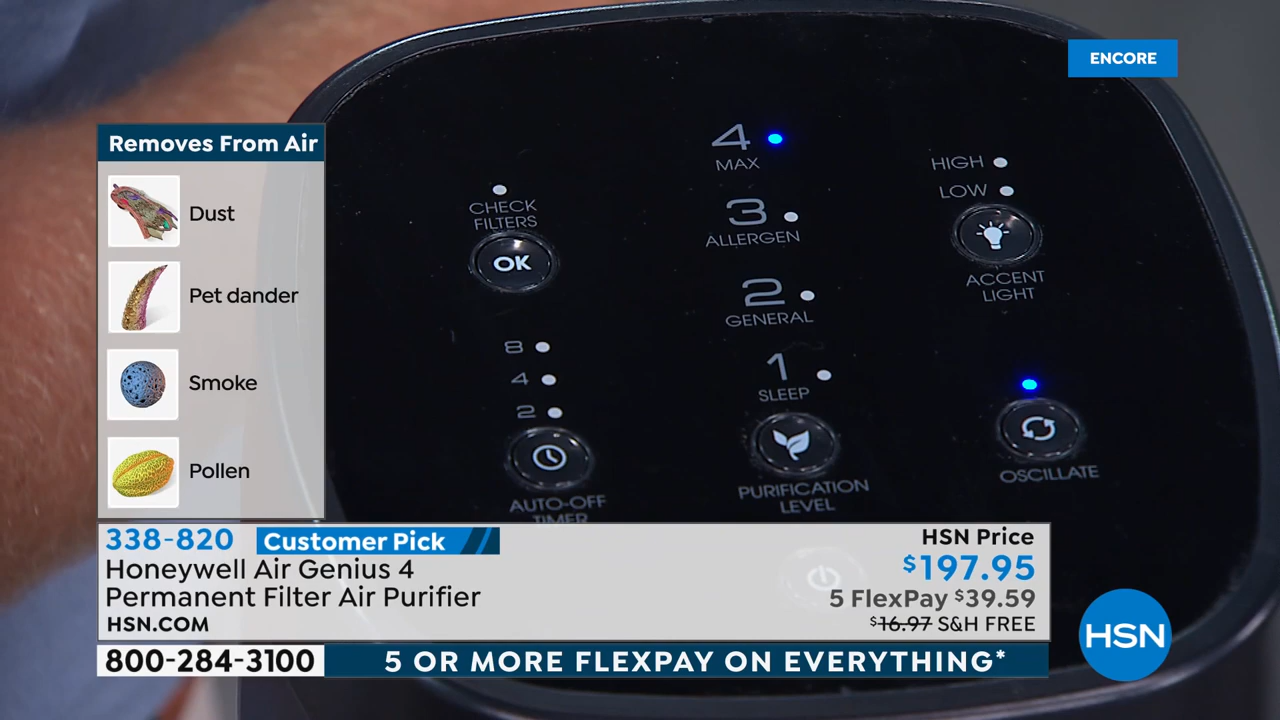 ENCORE
Removes From Air
Dust
Pet dander
Smoke
Pollen
4
MAX
3
ALLERGEN
2
GENERAL
1
SLEEP
PURIFICATION
LEVEL
CHECK
FILTERS
OK
8
4
2
AUTO-OFF
TIMER
HIGH
LOW
ACCENT
LIGHT
OSCILLATE
338-820 Customer Pick
Honeywell Air Genius 4
Permanent Filter Air Purifier
HSN.COM
HSN Price
$197.95
5 FlexPay $39.59
$16.97 S&H FREE
HSN
800-284-3100 5 OR MORE FLEXPAY ON EVERYTHING*